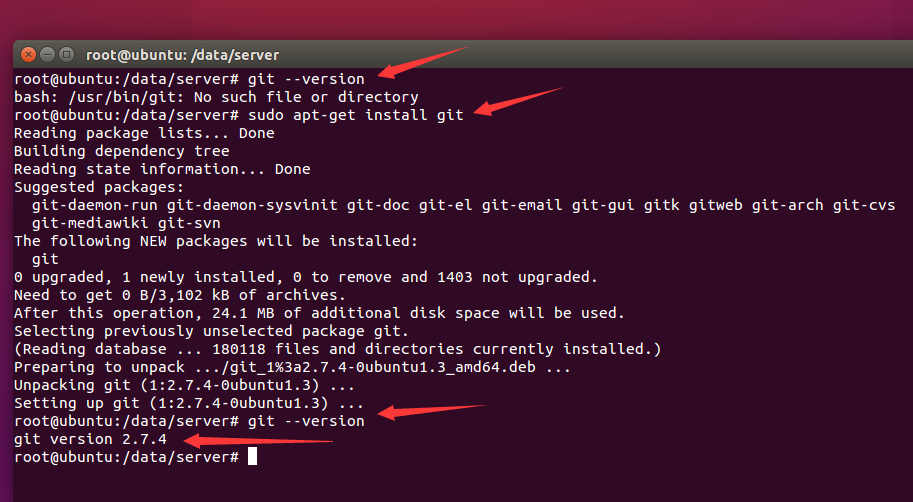 root@ubuntu: /data/server
root@ubuntu:/data/server# git --version
bash: /usr/bin/git: No such file or directory
root@ubuntu:/data/server# sudo apt-get install git
Reading package lists... Done
Building dependency tree
Reading state information... Done
Suggested packages:
  git-daemon-run git-daemon-sysvinit git-doc git-el git-email git-gui gitk gitweb git-arch git-cvs
  git-mediawiki git-svn
The following NEW packages will be installed:
  git
0 upgraded, 1 newly installed, 0 to remove and 1403 not upgraded.
Need to get 0 B/3,102 kB of archives.
After this operation, 24.1 MB of additional disk space will be used.
Selecting previously unselected package git.
(Reading database ... 180118 files and directories currently installed.)
Preparing to unpack .../git_1%3a2.7.4-0ubuntu1.3_amd64.deb ...
Unpacking git (1:2.7.4-0ubuntu1.3) ...
Setting up git (1:2.7.4-0ubuntu1.3) ...
root@ubuntu:/data/server# git --version
git version 2.7.4
root@ubuntu:/data/server#